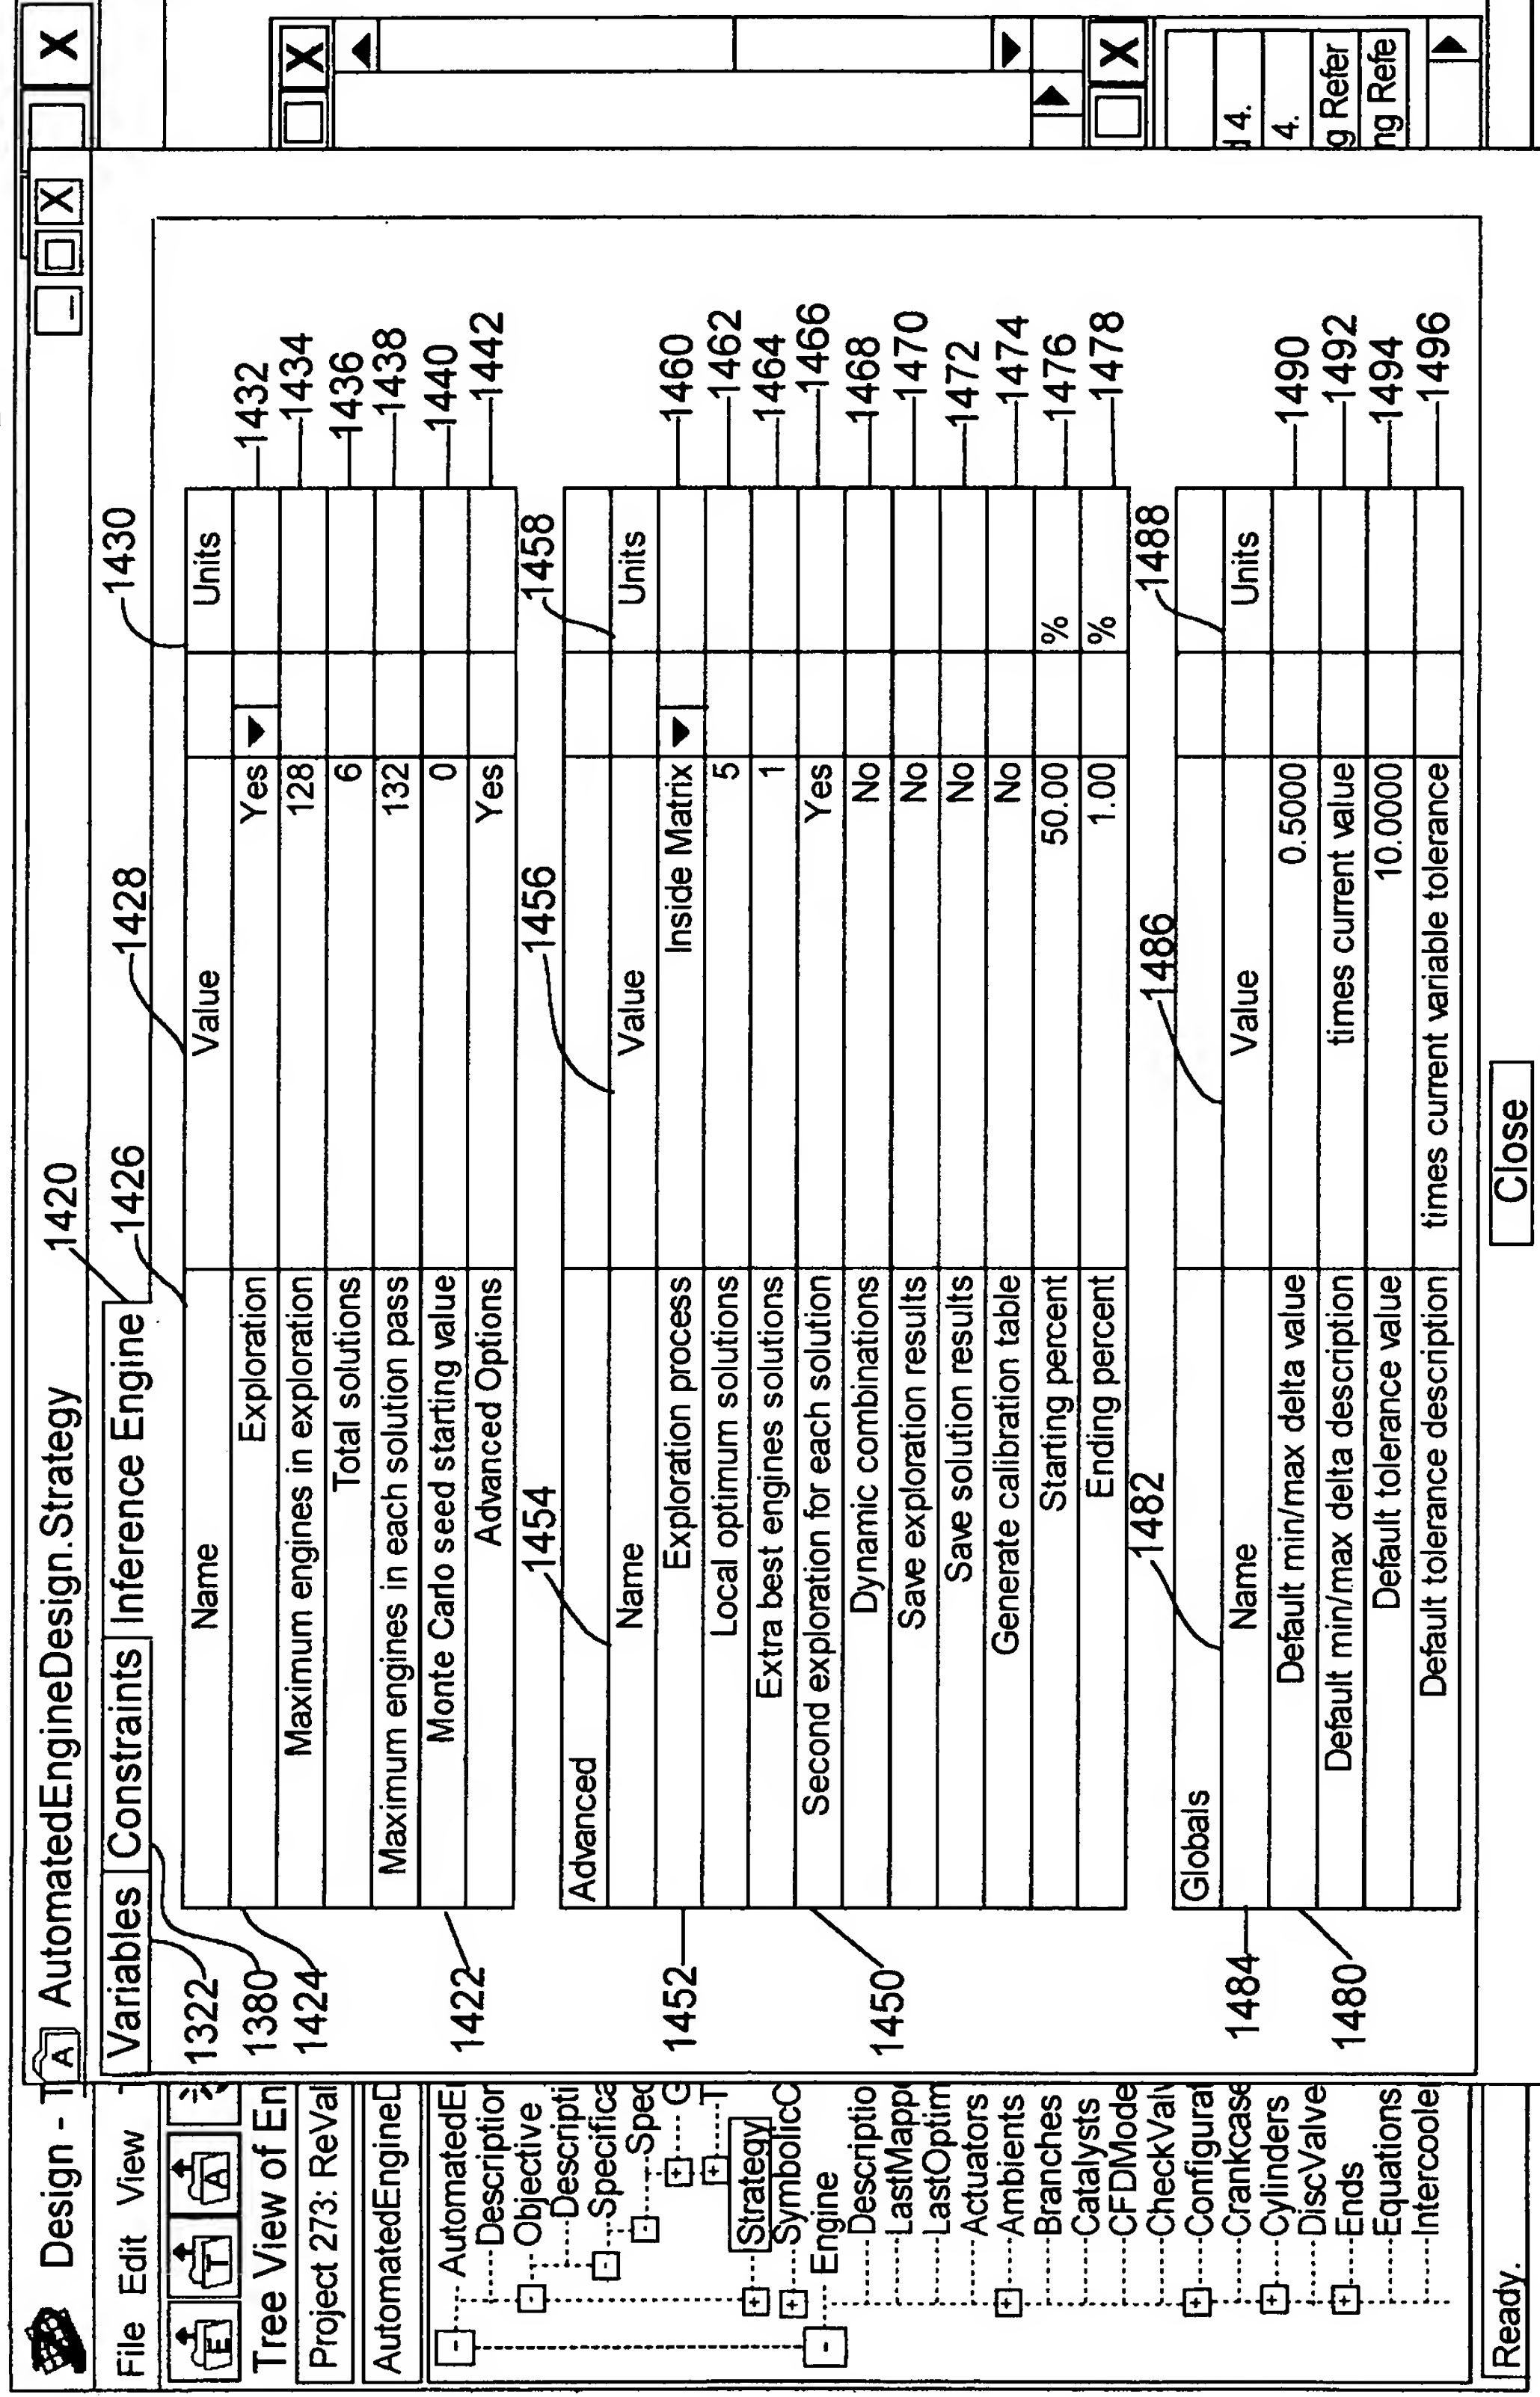 Design - T
File Edit View
E T A
Tree View of En
Project 273: ReVal
AutomatedEngineD
AutomatedE
Description
Objective
Descripti
Specifica
Spec
G
T
Strategy
SymbolicC
Engine
Descriptio
LastMapp
LastOptim
Actuators
Ambients
Branches
Catalysts
CFDMode
CheckValv
Configurat
Crankcase
Cylinders
DiscValve
Ends
Equations
Intercooler
Ready.
A AutomatedEngineDesign.Strategy
Variables Constraints Inference Engine
1322
1380
1424
1422
1420
1426
1428
1430
Name Value Units
Exploration Yes 1432
Maximum engines in exploration 128 1434
Total solutions 6 1436
Maximum engines in each solution pass 132 1438
Monte Carlo seed starting value 0 1440
Advanced Options Yes 1442
1452
1450
1454
1456
1458
Advanced
Name Value Units
Exploration process Inside Matrix 1460
Local optimum solutions 5 1462
Extra best engines solutions 1 1464
Second exploration for each solution Yes 1466
Dynamic combinations No 1468
Save exploration results No 1470
Save solution results No 1472
Generate calibration table No 1474
Starting percent 50.00 % 1476
Ending percent 1.00 % 1478
1484
1480
1482
1486
1488
Globals
Name Value Units
Default min/max delta value 0.5000 1490
Default min/max delta description times current value 1492
Default tolerance value 10.0000 1494
Default tolerance description times current variable tolerance 1496
Close
X
X
X
X
4.
4.
g Refer
ng Refe